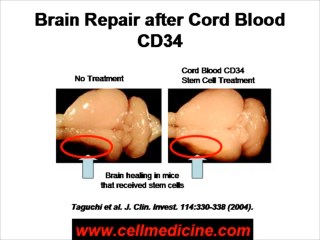 Brain Repair after Cord Blood
CD34
No Treatment
Cord Blood CD34
Stem Cell Treatment
Brain healing in mice
that received stem cells
Taguchi et al. J. Clin. Invest. 114:330-338 (2004).
www.cellmedicine.com